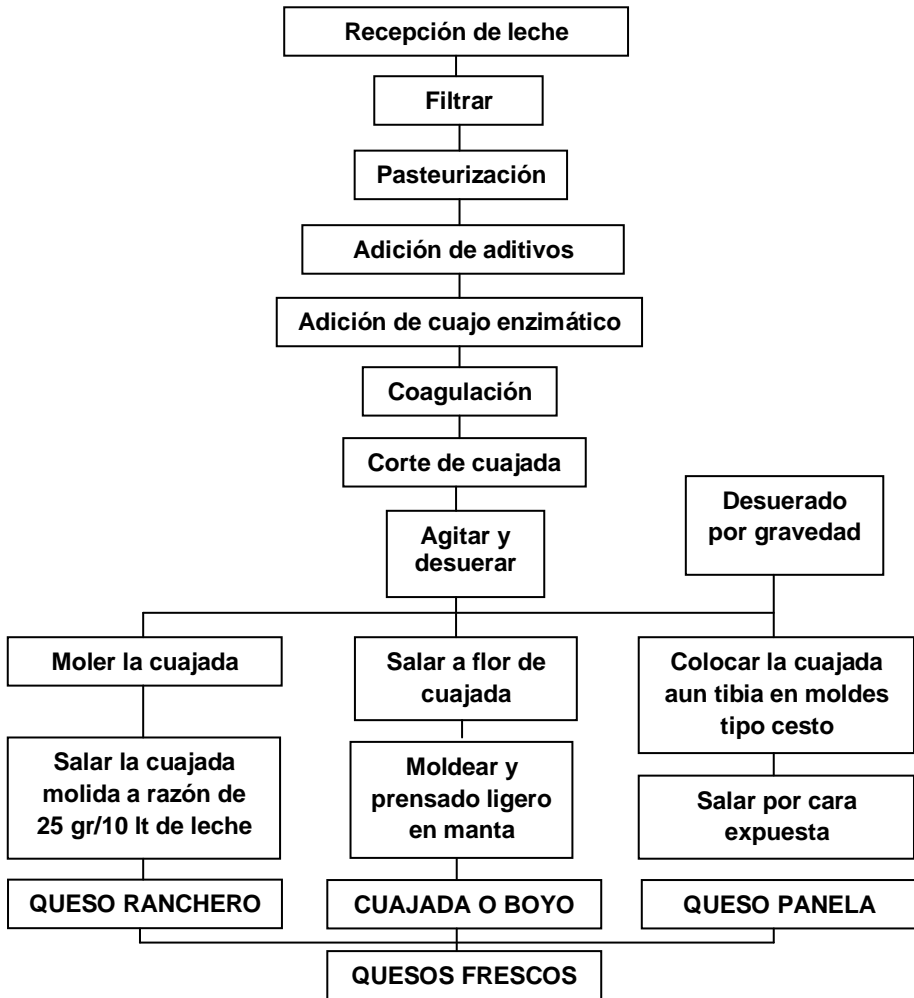 Recepción de leche
Filtrar
Pasteurización
Adición de aditivos
Adición de cuajo enzimático
Coagulación
Corte de cuajada
Agitar y
desuerar
Desuerado
por gravedad
Moler la cuajada
Salar la cuajada
molida a razón de
25 gr/10 lt de leche
QUESO RANCHERO
Salar a flor de
cuajada
Moldear y
prensado ligero
en manta
CUAJADA O BOYO
Colocar la cuajada
aun tibia en moldes
tipo cesto
Salar por cara
expuesta
QUESO PANELA
QUESOS FRESCOS